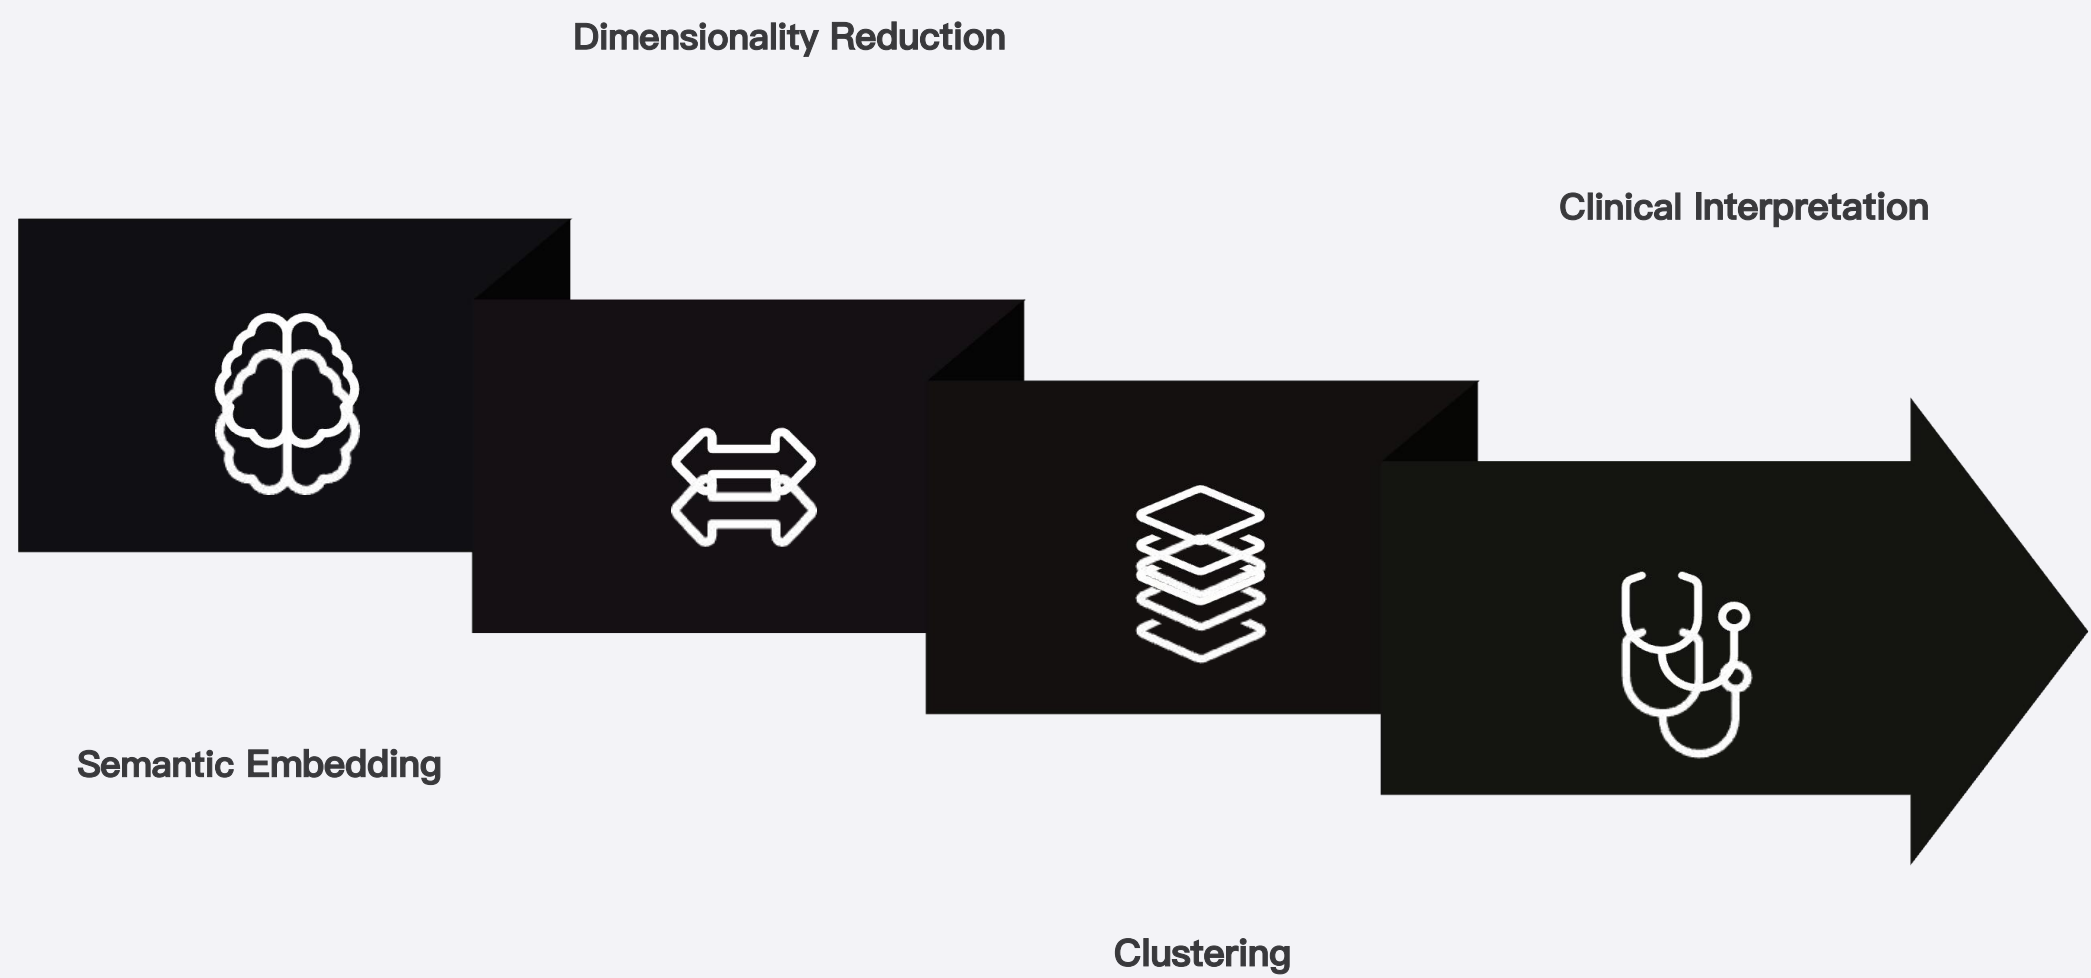 Dimensionality Reduction
Clinical Interpretation
Semantic Embedding
Clustering